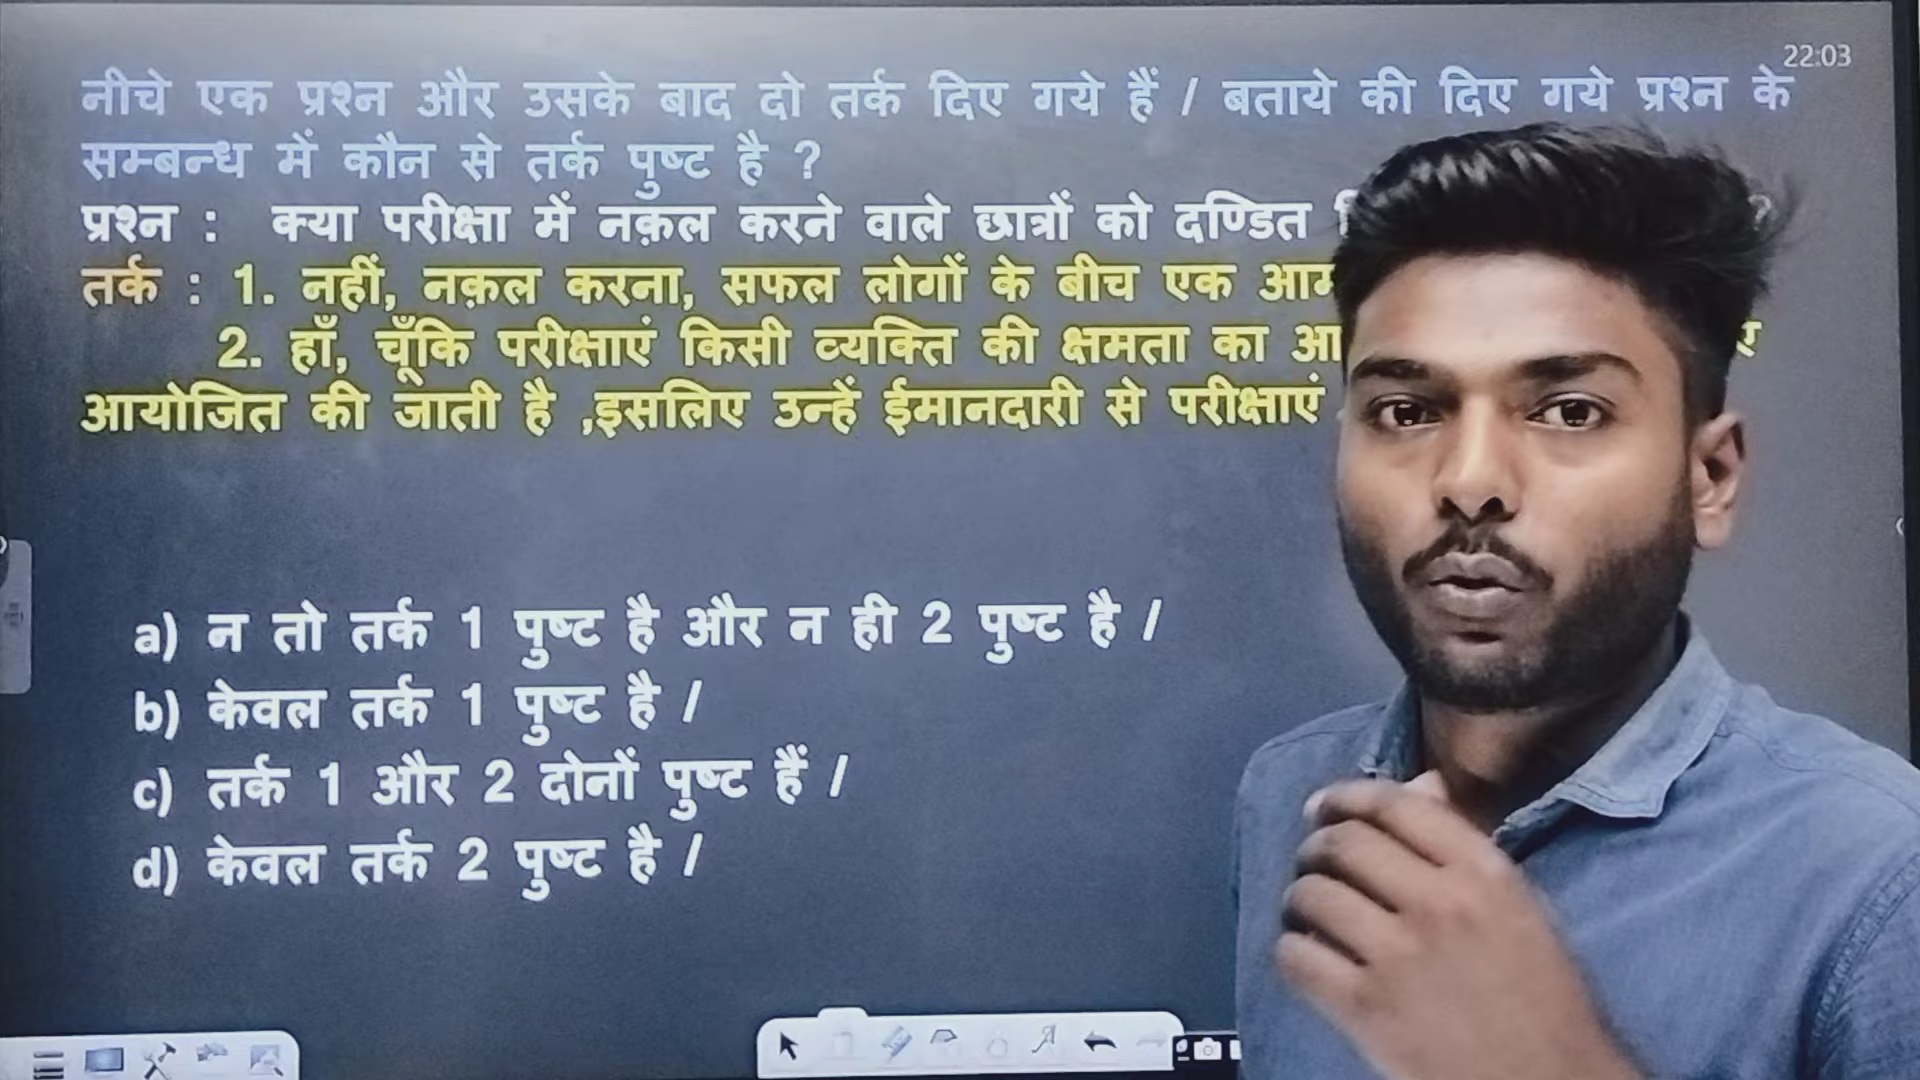 22:03
नीचे एक प्रश्न और उसके बाद दो तर्क दिए गये हैं / बताये की दिए गये प्रश्न के
सम्बन्ध में कौन से तर्क पुष्ट है ?
प्रश्न : क्या परीक्षा में नक़ल करने वाले छात्रों को दण्डित ?
तर्क : 1. नहीं, नक़ल करना, सफल लोगों के बीच एक
2. हाँ, चूँकि परीक्षाएं किसी व्यक्ति की क्षमता का
आयोजित की जाती है ,इसलिए उन्हें ईमानदारी से परीक्षाएं
a) न तो तर्क 1 पुष्ट है और न ही 2 पुष्ट है /
b) केवल तर्क 1 पुष्ट है /
c) तर्क 1 और 2 दोनों पुष्ट हैं /
d) केवल तर्क 2 पुष्ट है /